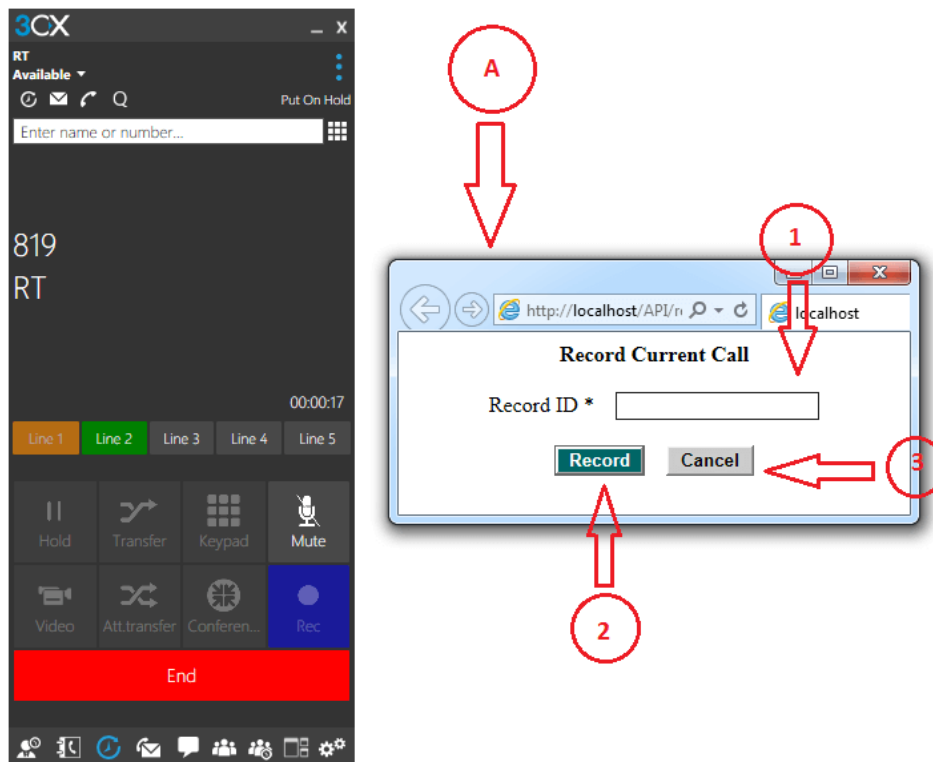 3CX
RT
Available
Put On Hold
Enter name or number...
819
RT
00:00:17
Line 1 Line 2 Line 3 Line 4 Line 5
Hold Transfer Keypad Mute
Video Att.transfer Conferen... Rec
End
A
1
http://localhost/API/r localhost
Record Current Call
Record ID *
Record Cancel
3
2